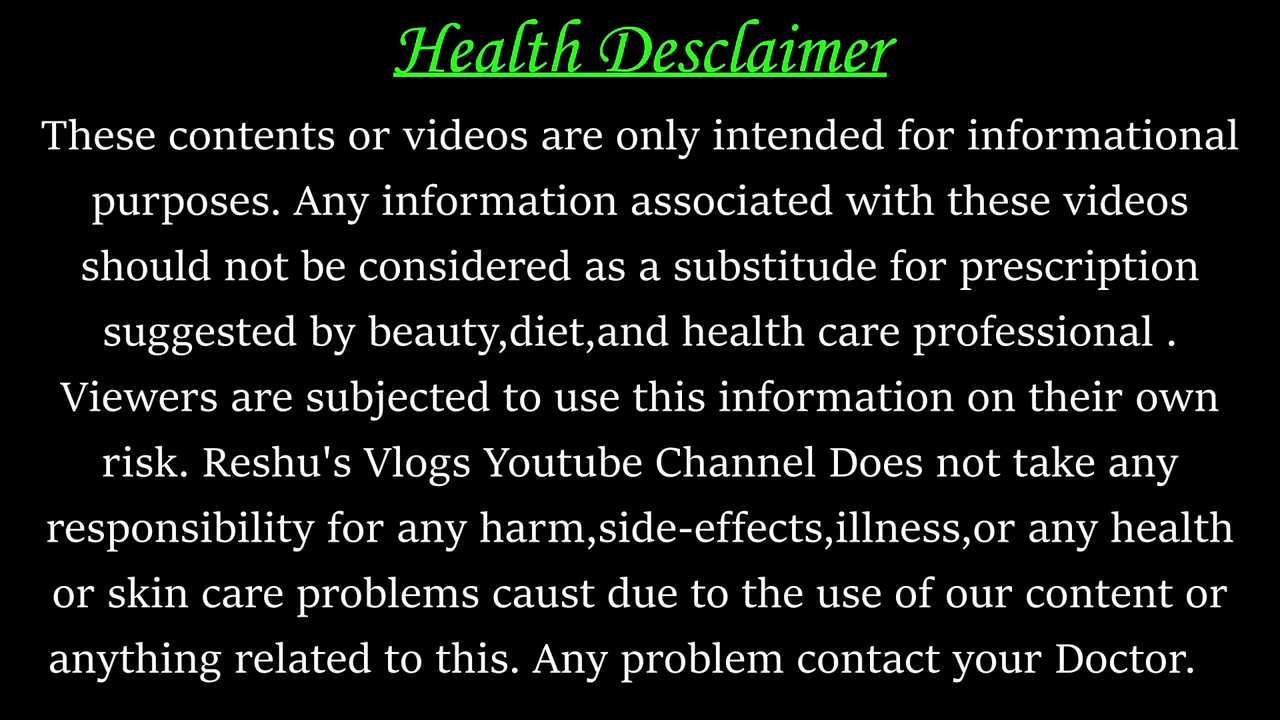 Health Desclaimer
These contents or videos are only intended for informational
purposes. Any information associated with these videos
should not be considered as a substitude for prescription
suggested by beauty,diet,and health care professional .
Viewers are subjected to use this information on their own
risk. Reshu's Vlogs Youtube Channel Does not take any
responsibility for any harm,side-effects,illness,or any health
or skin care problems caust due to the use of our content or
anything related to this. Any problem contact your Doctor.